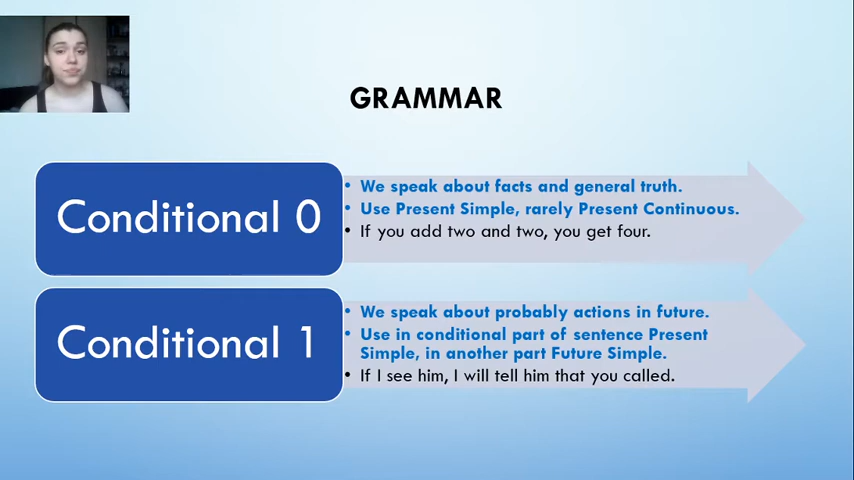 GRAMMAR
Conditional 0
• We speak about facts and general truth.
• Use Present Simple, rarely Present Continuous.
• If you add two and two, you get four.
Conditional 1
• We speak about probably actions in future.
• Use in conditional part of sentence Present
Simple, in another part Future Simple.
• If I see him, I will tell him that you called.